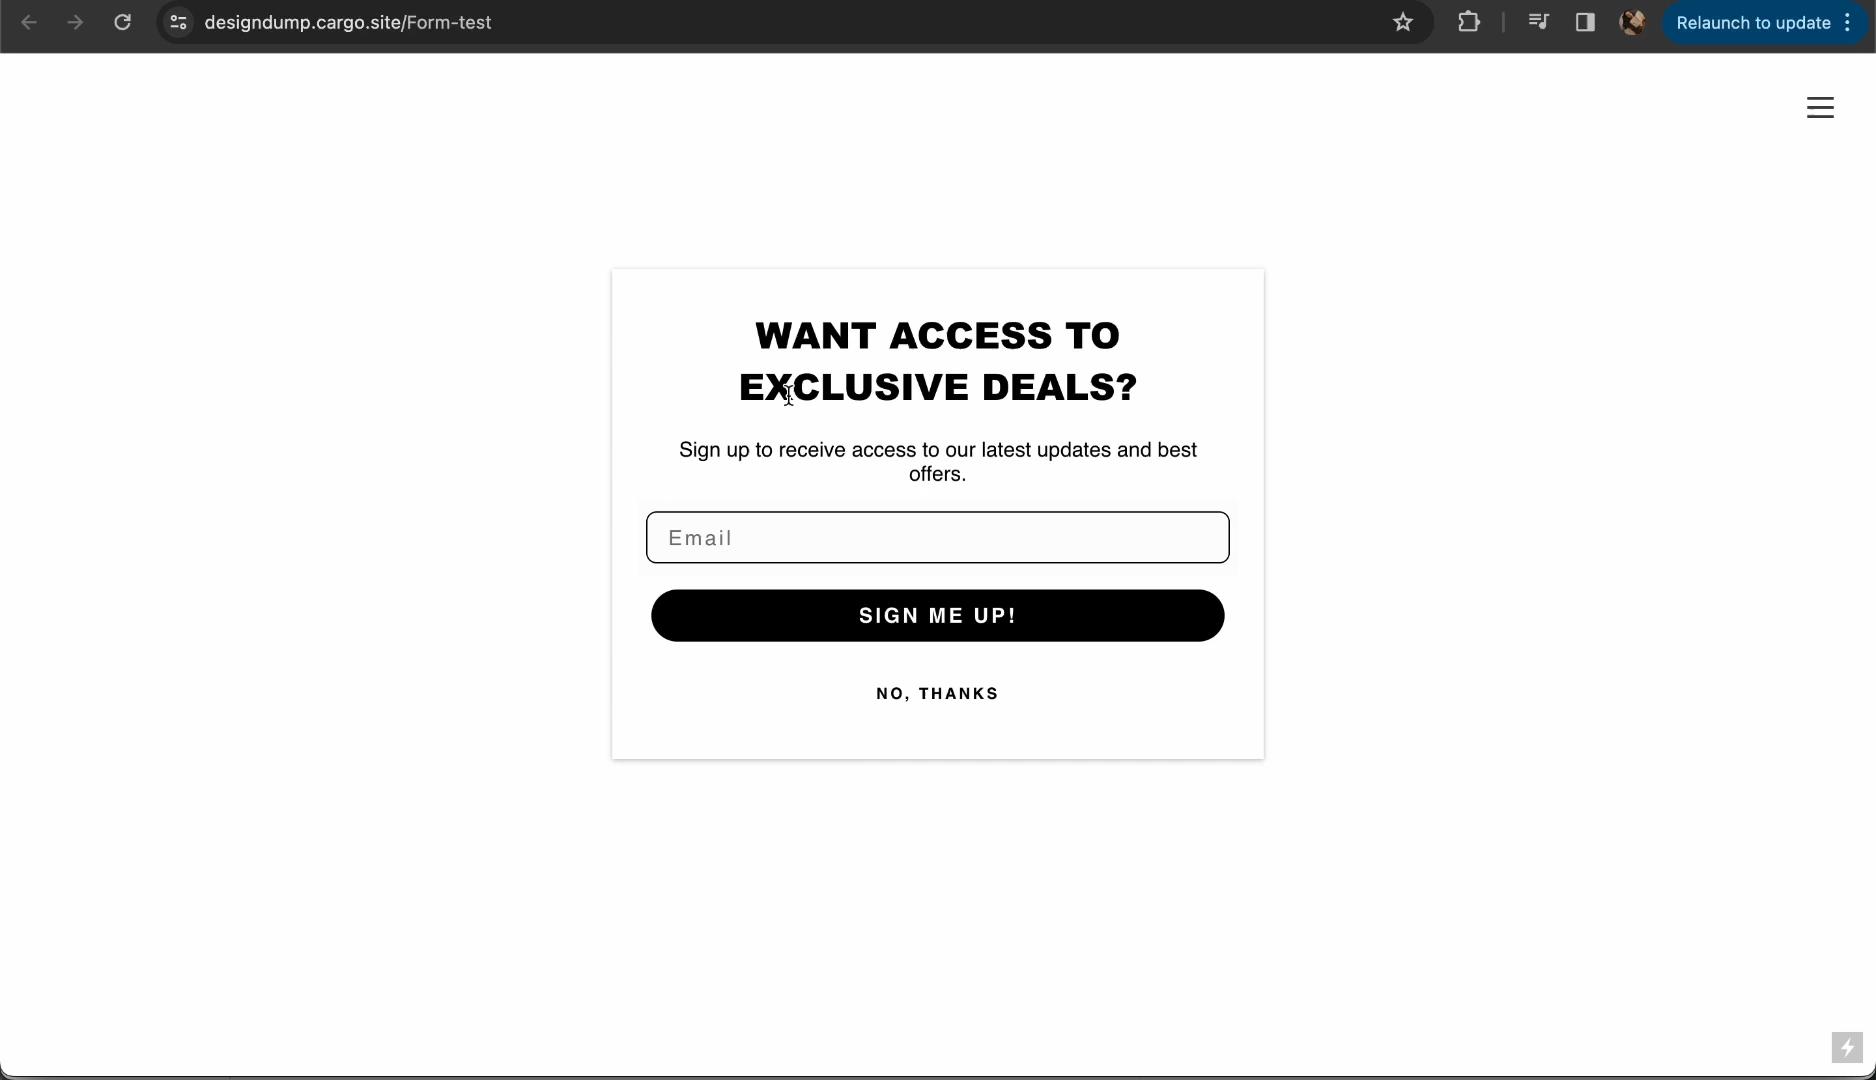 designdump.cargo.site/Form-test
Relaunch to update
WANT ACCESS TO
EXCLUSIVE DEALS?
Sign up to receive access to our latest updates and best
offers.
Email
SIGN ME UP!
NO, THANKS